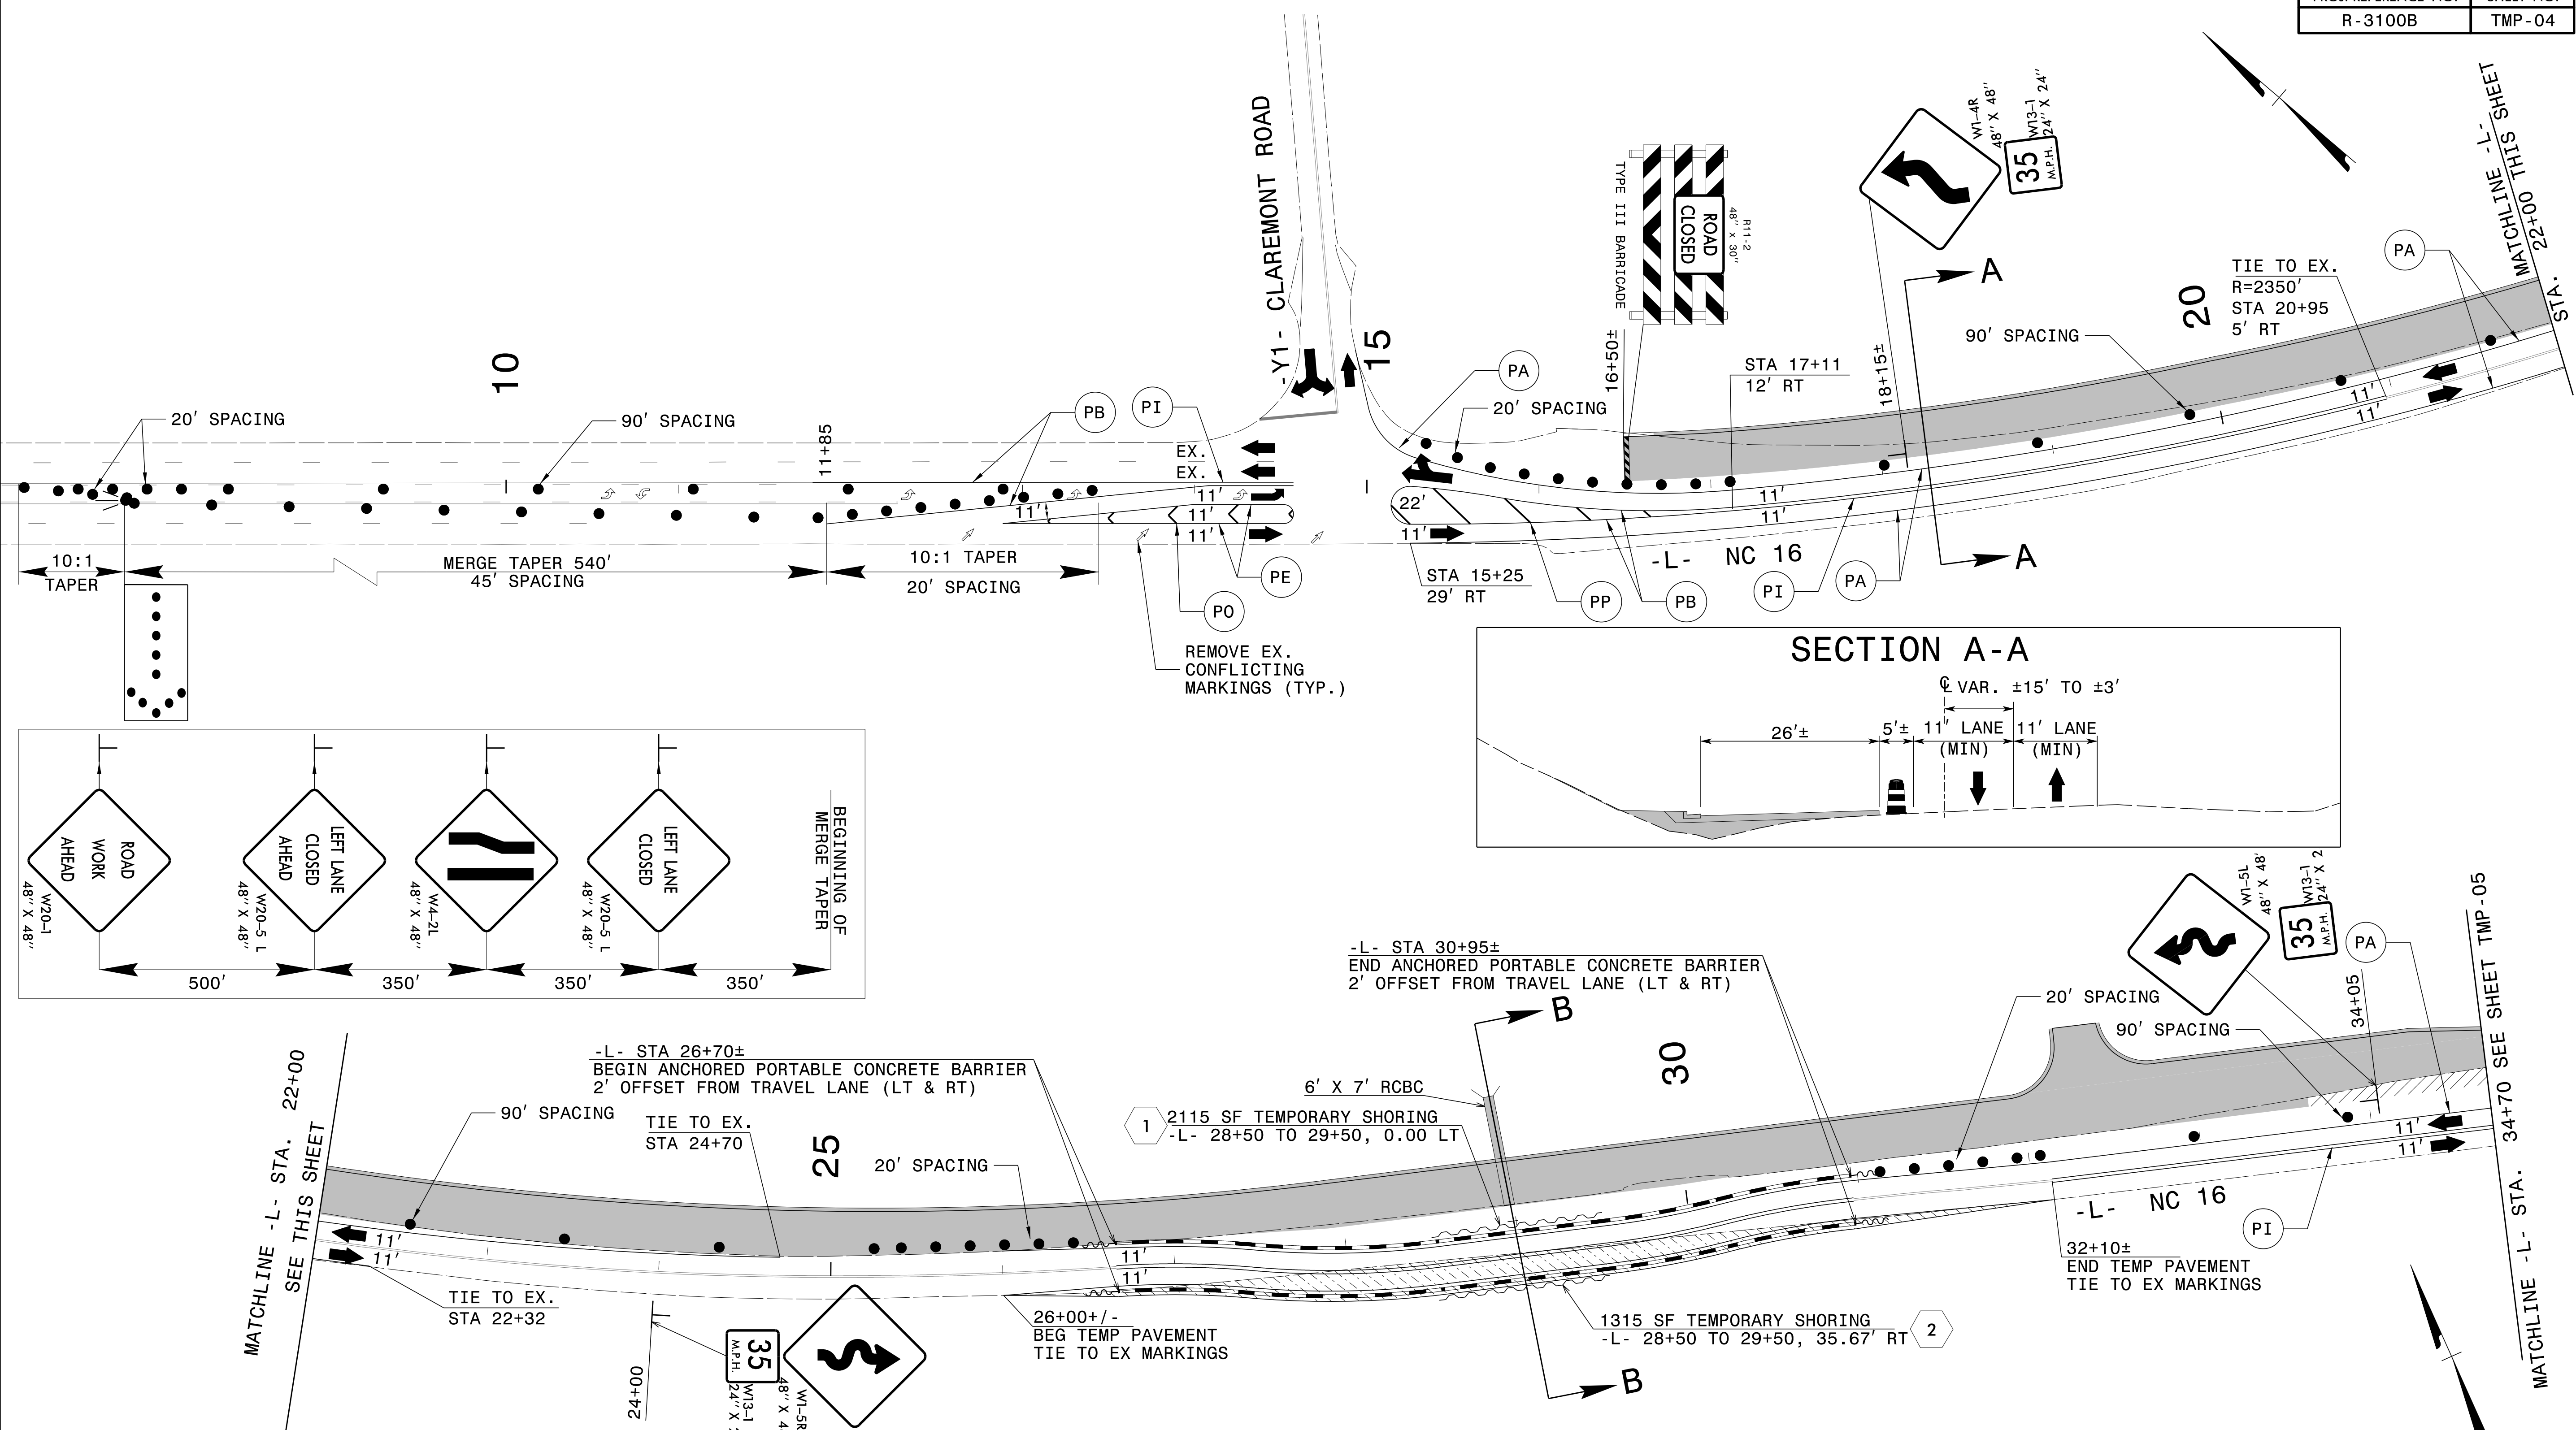 R-3100B
TMP-04
-Y1- CLAREMONT ROAD
10
15
20
20' SPACING
90' SPACING
11+85
PB
PI
EX.
EX.
11'
11'
11'
11'
10:1
TAPER
MERGE TAPER 540'
45' SPACING
10:1 TAPER
20' SPACING
PE
PO
REMOVE EX.
CONFLICTING
MARKINGS (TYP.)
PA
20' SPACING
22'
11'
STA 15+25
29' RT
PP
PB
TYPE III BARRICADE
ROAD
CLOSED
R11-2
48" x 30"
16+50±
STA 17+11
12' RT
11'
11'
-L- NC 16
PI
PA
W1-4R
48" X 48"
35
M.P.H.
W13-1
24" X 24"
18+15±
A
A
90' SPACING
TIE TO EX.
R=2350'
STA 20+95
5' RT
PA
11'
11'
MATCHLINE -L-
STA. 22+00 THIS SHEET
SECTION A-A
℄ VAR. ±15' TO ±3'
26'±
5'±
11' LANE
(MIN)
11' LANE
(MIN)
ROAD
WORK
AHEAD
W20-1
48" X 48"
LEFT LANE
CLOSED
AHEAD
W20-5 L
48" X 48"
W4-2L
48" X 48"
LEFT LANE
CLOSED
W20-5 L
48" X 48"
BEGINNING OF
MERGE TAPER
500'
350'
350'
350'
MATCHLINE -L- STA. 22+00
SEE THIS SHEET
90' SPACING
11'
11'
TIE TO EX.
STA 22+32
-L- STA 26+70±
BEGIN ANCHORED PORTABLE CONCRETE BARRIER
2' OFFSET FROM TRAVEL LANE (LT & RT)
TIE TO EX.
STA 24+70
25
20' SPACING
24+00
35
M.P.H.
W13-1
24" X
W1-5R
48" X 4
11'
11'
26+00+/-
BEG TEMP PAVEMENT
TIE TO EX MARKINGS
6' X 7' RCBC
1
2115 SF TEMPORARY SHORING
-L- 28+50 TO 29+50, 0.00 LT
-L- STA 30+95±
END ANCHORED PORTABLE CONCRETE BARRIER
2' OFFSET FROM TRAVEL LANE (LT & RT)
B
B
30
1315 SF TEMPORARY SHORING
-L- 28+50 TO 29+50, 35.67' RT
2
20' SPACING
90' SPACING
W1-5L
48" X 48'
35
M.P.H.
W13-1
24" X 2
PA
34+05
11'
11'
-L- NC 16
PI
32+10±
END TEMP PAVEMENT
TIE TO EX MARKINGS
MATCHLINE -L- STA. 34+70 SEE SHEET TMP-05